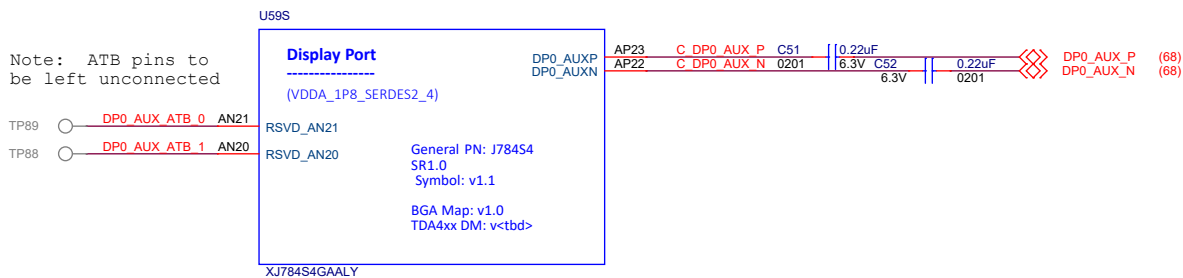 U59S
Note: ATB pins to
be left unconnected
Display Port
----------------
(VDDA_1P8_SERDES2_4)
DP0_AUXP AP23 C_DP0_AUX_P C51 0.22uF DP0_AUX_P (68)
DP0_AUXN AP22 C_DP0_AUX_N 0201 6.3V C52 0.22uF DP0_AUX_N (68)
6.3V 0201
TP89 DP0_AUX_ATB_0 AN21 RSVD_AN21
TP88 DP0_AUX_ATB_1 AN20 RSVD_AN20
General PN: J784S4
SR1.0
Symbol: v1.1
BGA Map: v1.0
TDA4xx DM: v<tbd>
XJ784S4GAALY